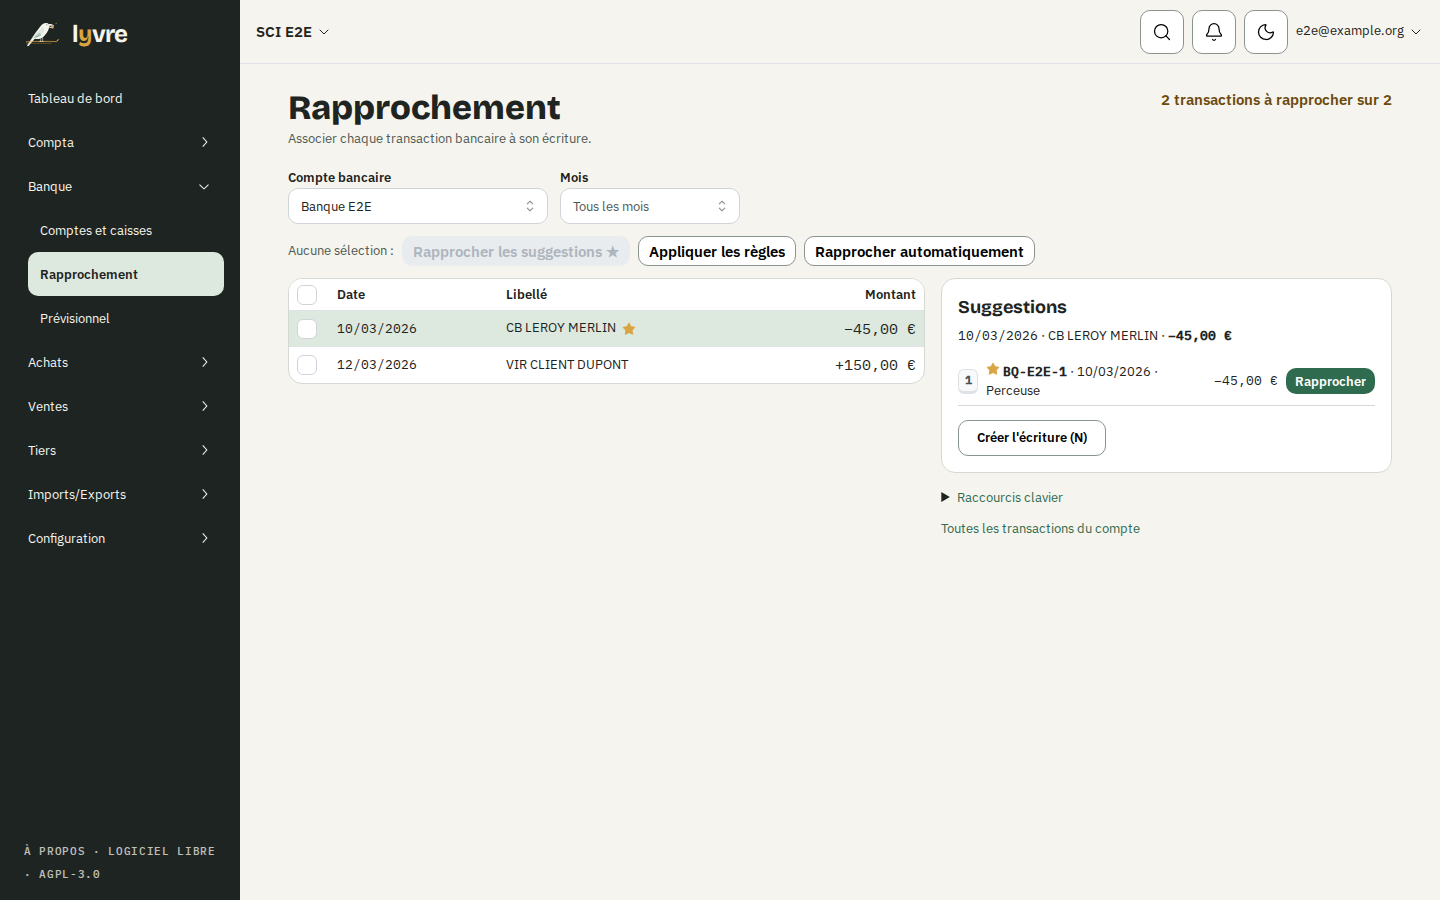 lyvre
SCI E2E
e2e@example.org
Tableau de bord
Compta
Banque
Comptes et caisses
Rapprochement
Prévisionnel
Achats
Ventes
Tiers
Imports/Exports
Configuration
À PROPOS · LOGICIEL LIBRE
· AGPL-3.0
Rapprochement
2 transactions à rapprocher sur 2
Associer chaque transaction bancaire à son écriture.
Compte bancaire
Mois
Banque E2E
Tous les mois
Aucune sélection :
Rapprocher les suggestions ★
Appliquer les règles
Rapprocher automatiquement
Date Libellé Montant
10/03/2026 CB LEROY MERLIN ★ −45,00 €
12/03/2026 VIR CLIENT DUPONT +150,00 €
Suggestions
10/03/2026 · CB LEROY MERLIN · −45,00 €
1 ★ BQ-E2E-1 · 10/03/2026 ·
Perceuse
−45,00 €
Rapprocher
Créer l'écriture (N)
▶ Raccourcis clavier
Toutes les transactions du compte